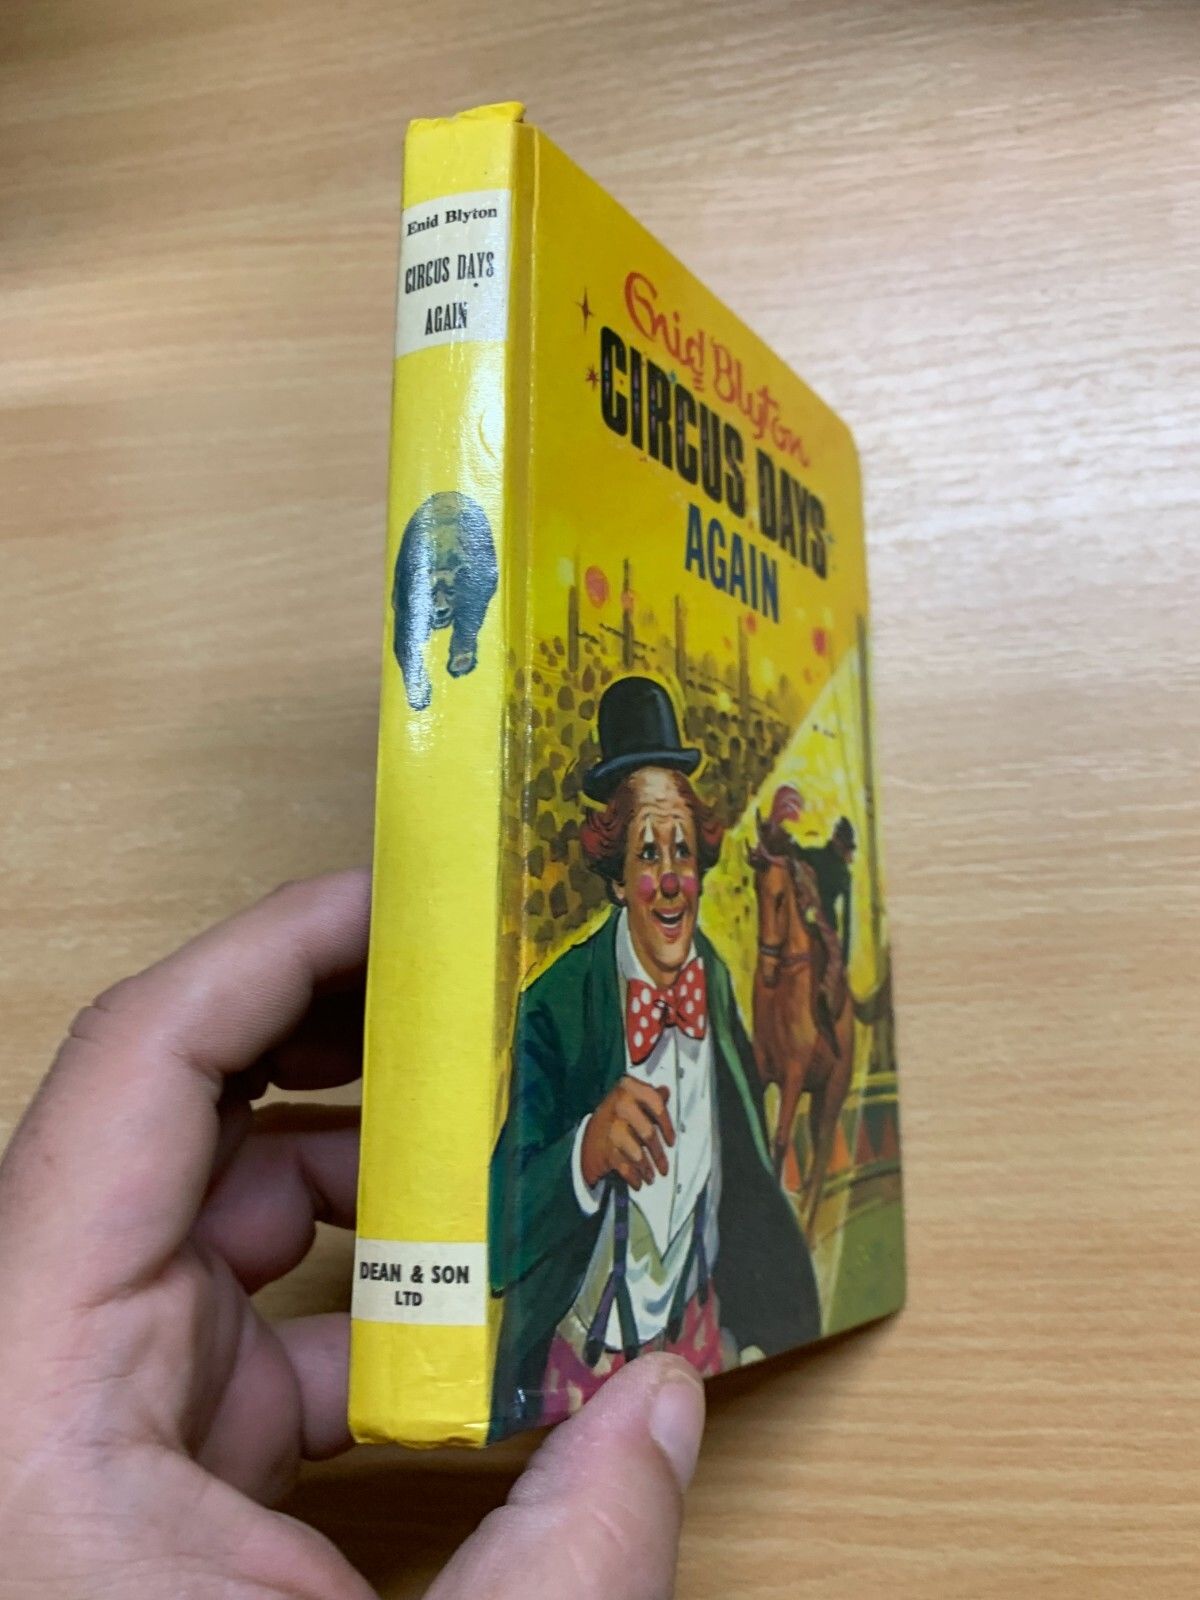 Enid Blyton
CIRCUS DAYS
AGAIN
DEAN & SON
LTD
Enid Blyton
CIRCUS DAYS
AGAIN